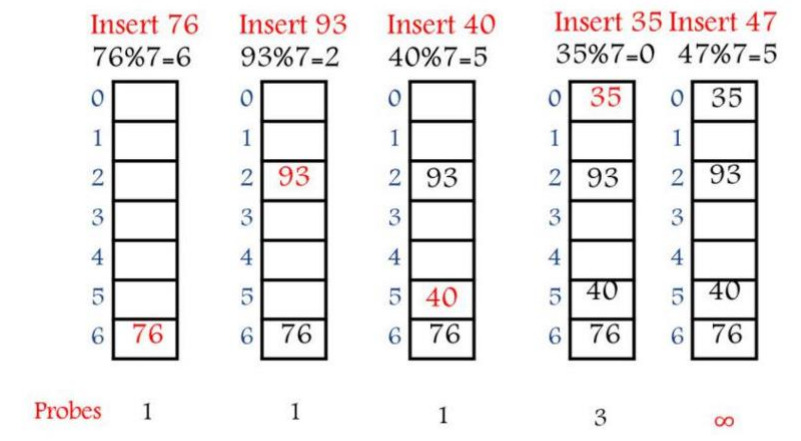 Insert 76 Insert 93 Insert 40 Insert 35 Insert 47
76%7=6 93%7=2 40%7=5 35%7=0 47%7=5
0 0 0 0 35 0 35
1 1 1 1 1
2 2 93 2 93 2 93 2 93
3 3 3 3 3
4 4 4 4 4
5 5 5 40 5 40 5 40
6 76 6 76 6 76 6 76 6 76
Probes 1 1 1 3 ∞